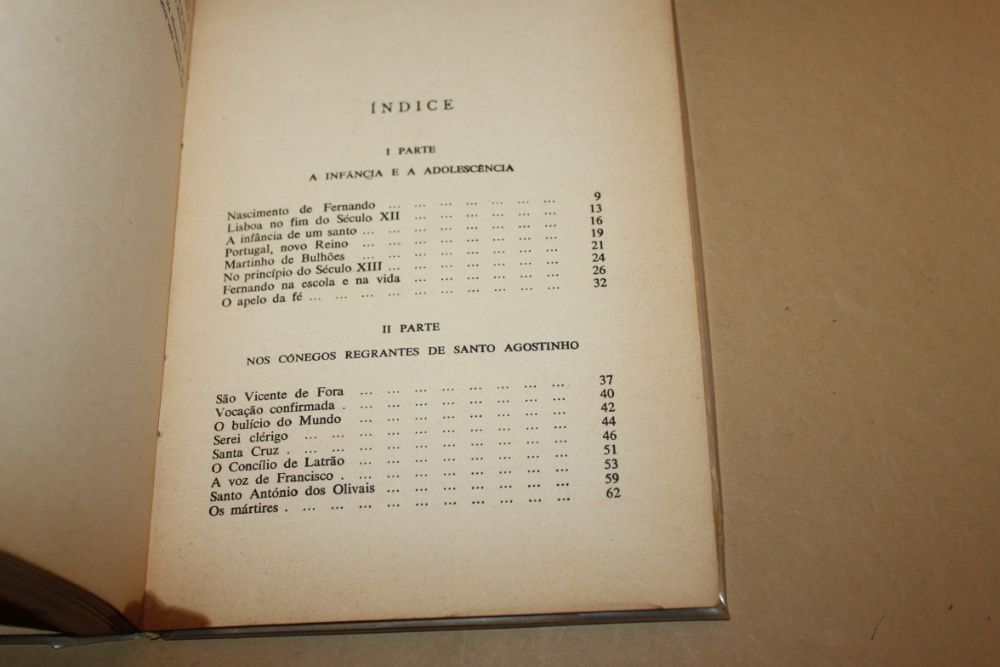 ÍNDICE
I PARTE
A INFÂNCIA E A ADOLESCÊNCIA
Nascimento de Fernando ... ... ... ... ... ... ... 9
Lisboa no fim do Século XII ... ... ... ... ... ... 13
A infância de um santo ... ... ... ... ... ... ... ... 16
Portugal, novo Reino ... ... ... ... ... ... ... ... 19
Martinho de Bulhões ... ... ... ... ... ... ... ... 21
No princípio do Século XIII ... ... ... ... ... ... ... 24
Fernando na escola e na vida ... ... ... ... ... ... 26
O apelo da fé ... ... ... ... ... ... ... ... ... ... 32
II PARTE
NOS CÓNEGOS REGRANTES DE SANTO AGOSTINHO
São Vicente de Fora ... ... ... ... ... ... ... ... 37
Vocação confirmada . ... ... ... ... ... ... ... ... 40
O bulício do Mundo ... ... ... ... ... ... ... ... 42
Serei clérigo ... ... ... ... ... ... ... ... ... ... 44
Santa Cruz . ... ... ... ... ... ... ... ... ... ... 46
O Concílio de Latrão ... ... ... ... ... ... ... ... 51
A voz de Francisco . ... ... ... ... ... ... ... ... 53
Santo António dos Olivais ... ... ... ... ... ... ... 59
Os mártires . ... ... ... ... ... ... ... ... ... ... 62